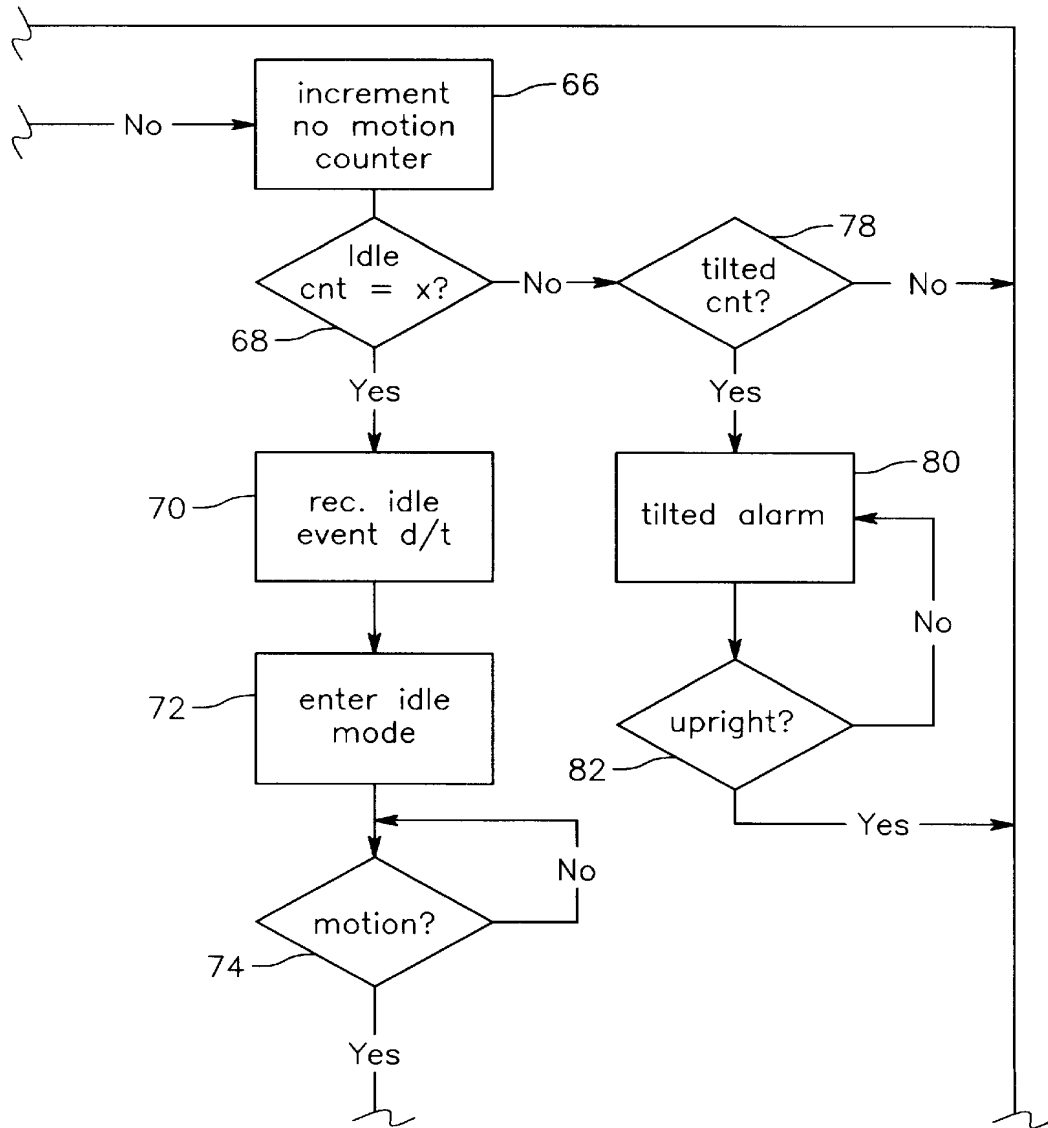 66
increment
no motion
counter
No
78
Idle
cnt = x?
No
tilted
cnt?
No
68
Yes
Yes
80
70
rec. idle
event d/t
tilted alarm
No
72
enter idle
mode
upright?
82
Yes
No
motion?
74
Yes